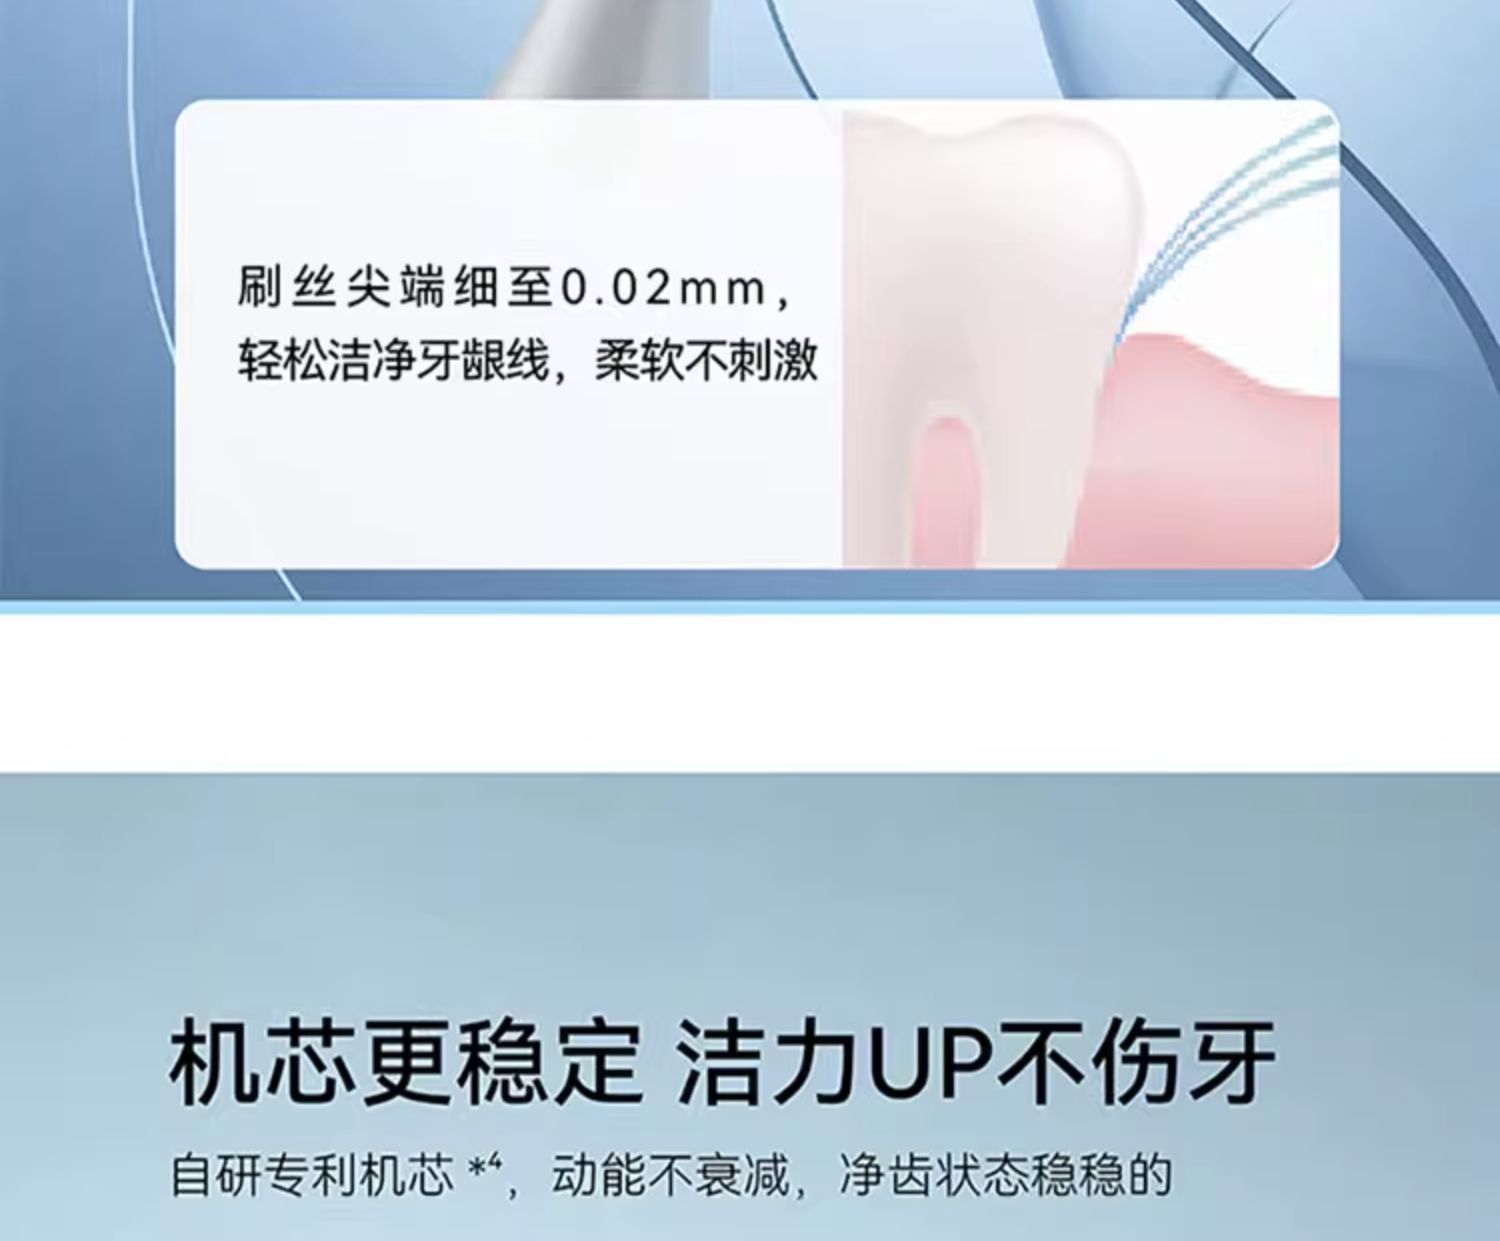 刷丝尖端细至0.02mm，
轻松洁净牙龈线，柔软不刺激
机芯更稳定 洁力UP不伤牙
自研专利机芯*⁴，动能不衰减，净齿状态稳稳的